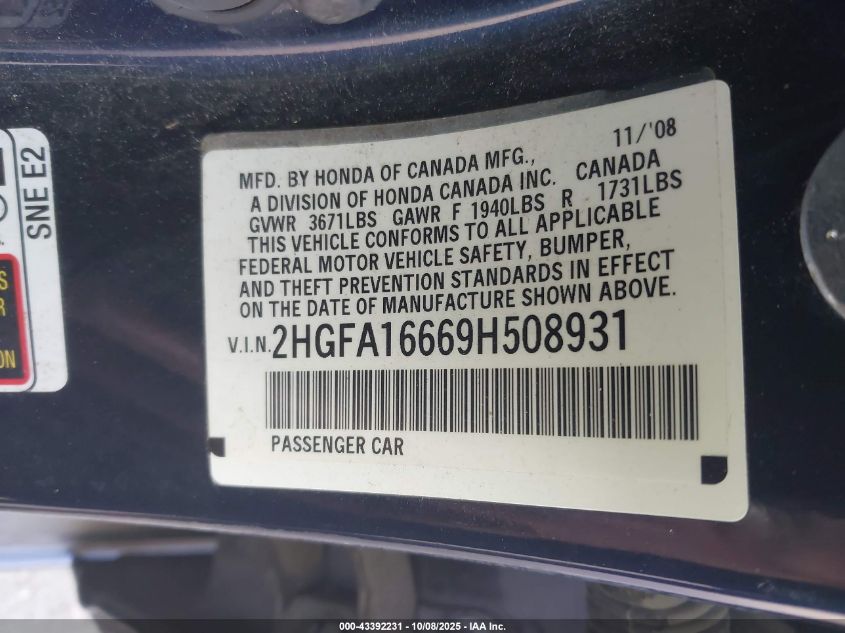 SNE E2
S
R
ON
11/'08
MFD. BY HONDA OF CANADA MFG.,
A DIVISION OF HONDA CANADA INC. CANADA
GVWR 3671LBS GAWR F 1940LBS R 1731LBS
THIS VEHICLE CONFORMS TO ALL APPLICABLE
FEDERAL MOTOR VEHICLE SAFETY, BUMPER,
AND THEFT PREVENTION STANDARDS IN EFFECT
ON THE DATE OF MANUFACTURE SHOWN ABOVE.
V.I.N. 2HGFA16669H508931
PASSENGER CAR
000-43392231 - 10/08/2025 - IAA Inc.